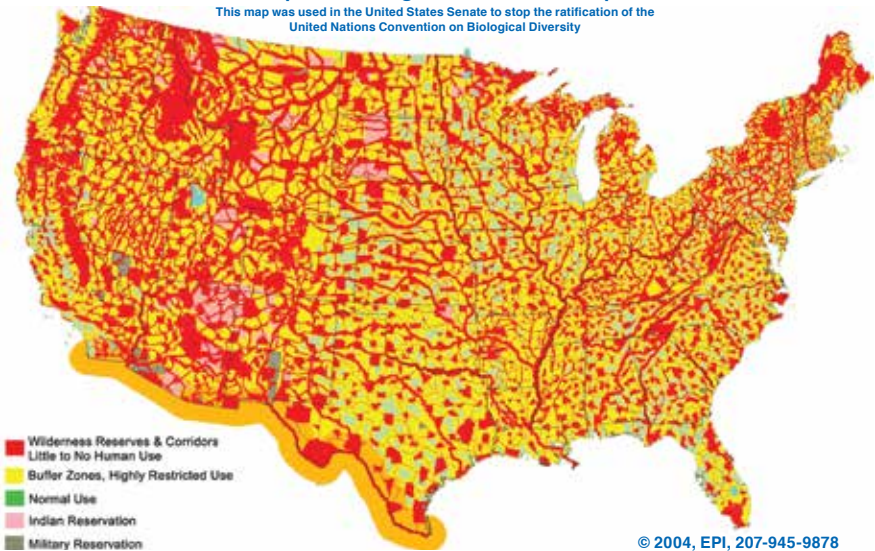 This map was used in the United States Senate to stop the ratification of the
United Nations Convention on Biological Diversity
Wilderness Reserves & Corridors
Little to No Human Use
Buffer Zones, Highly Restricted Use
Normal Use
Indian Reservation
Military Reservation
© 2004, EPI, 207-945-9878